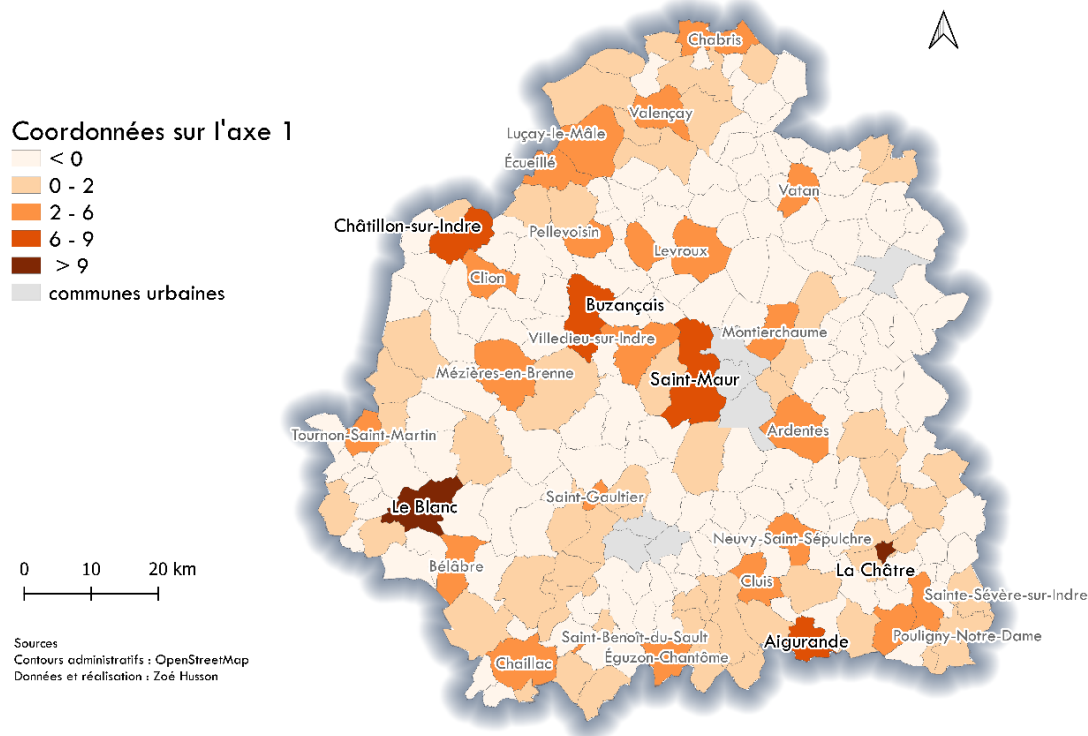 Coordonnées sur l'axe 1
< 0
0 - 2
2 - 6
6 - 9
> 9
communes urbaines
0 10 20 km
Sources
Contours administratifs : OpenStreetMap
Données et réalisation : Zoé Husson
Chabris
Valençay
Luçay-le-Mâle
Écueillé
Vatan
Châtillon-sur-Indre
Pellevoisin
Levroux
Clion
Buzançais
Villedieu-sur-Indre
Montierchaume
Mézières-en-Brenne
Saint-Maur
Tournon-Saint-Martin
Ardentes
Saint-Gaultier
Le Blanc
Neuvy-Saint-Sépulchre
Bélâbre
La Châtre
Cluis
Sainte-Sévère-sur-Indre
Saint-Benoît-du-Sault
Aigurande
Pouligny-Notre-Dame
Éguzon-Chantôme
Chaillac